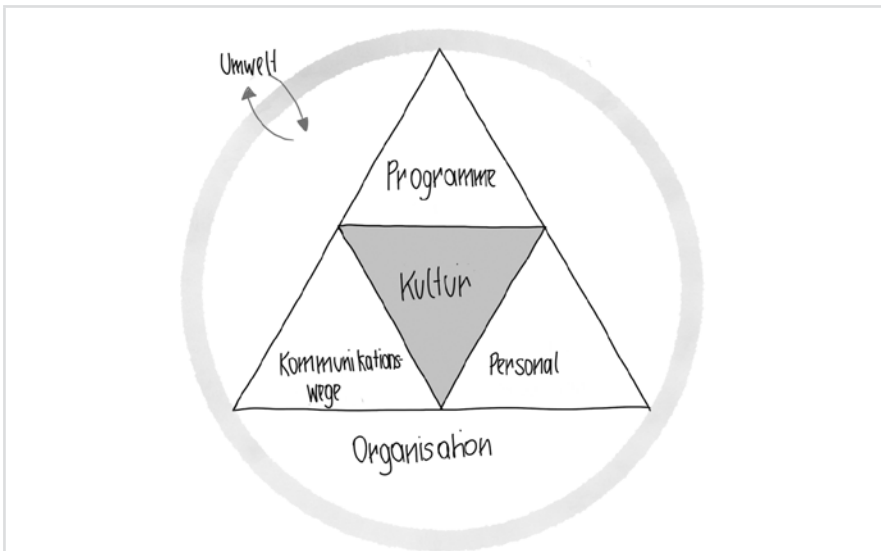 Umwelt
Programme
Kultur
Kommunikations-
wege
Personal
Organisation